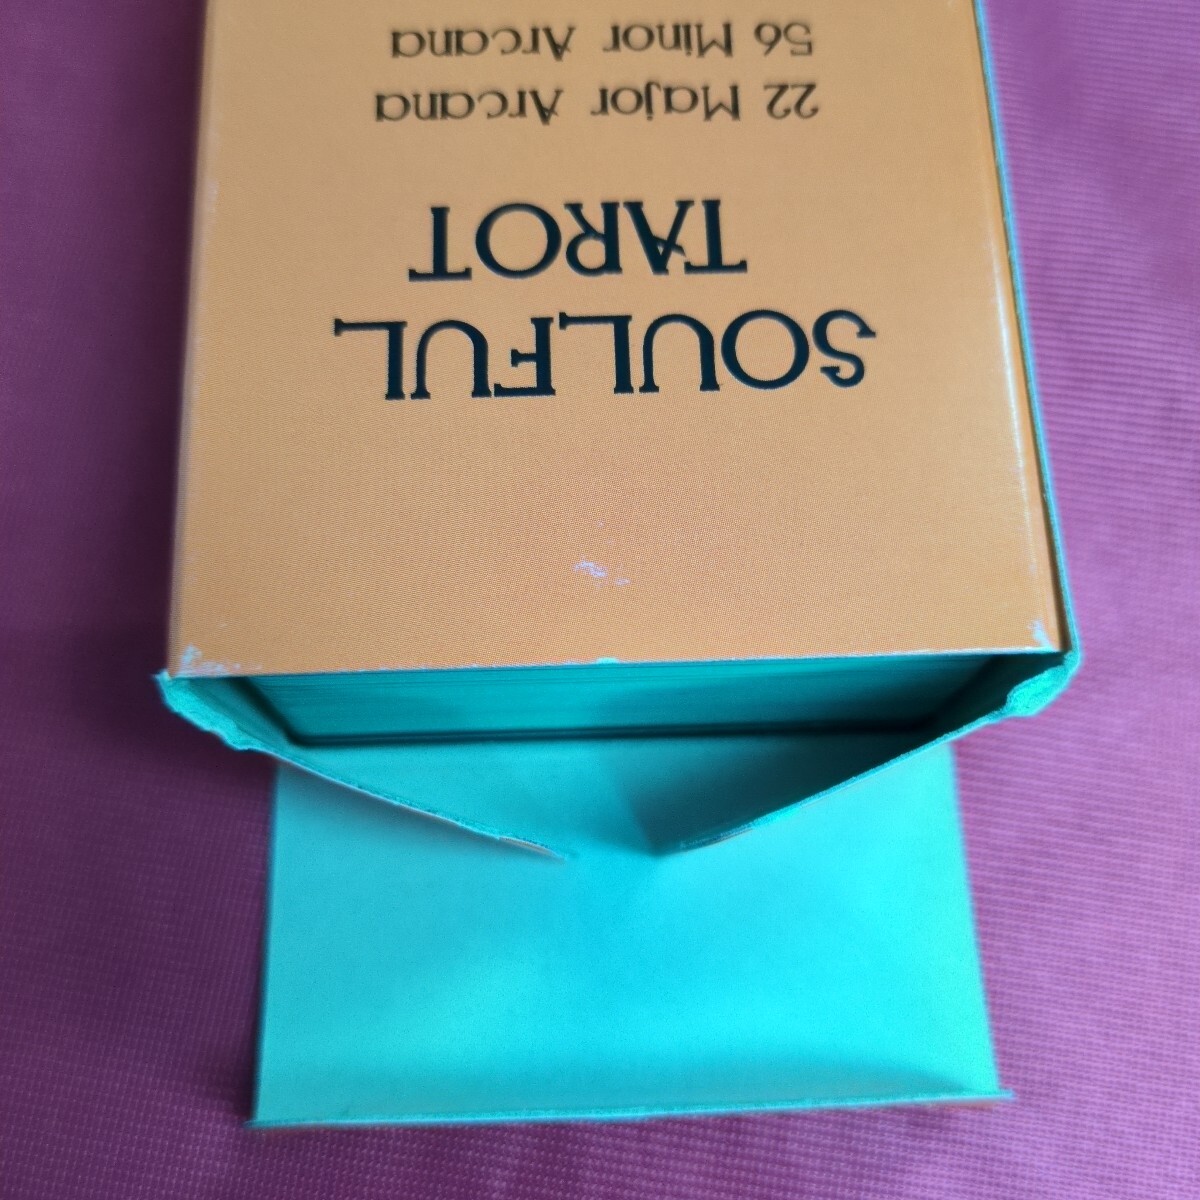 SOULFUL
TAROT
22 Major Arcana
56 Minor Arcana